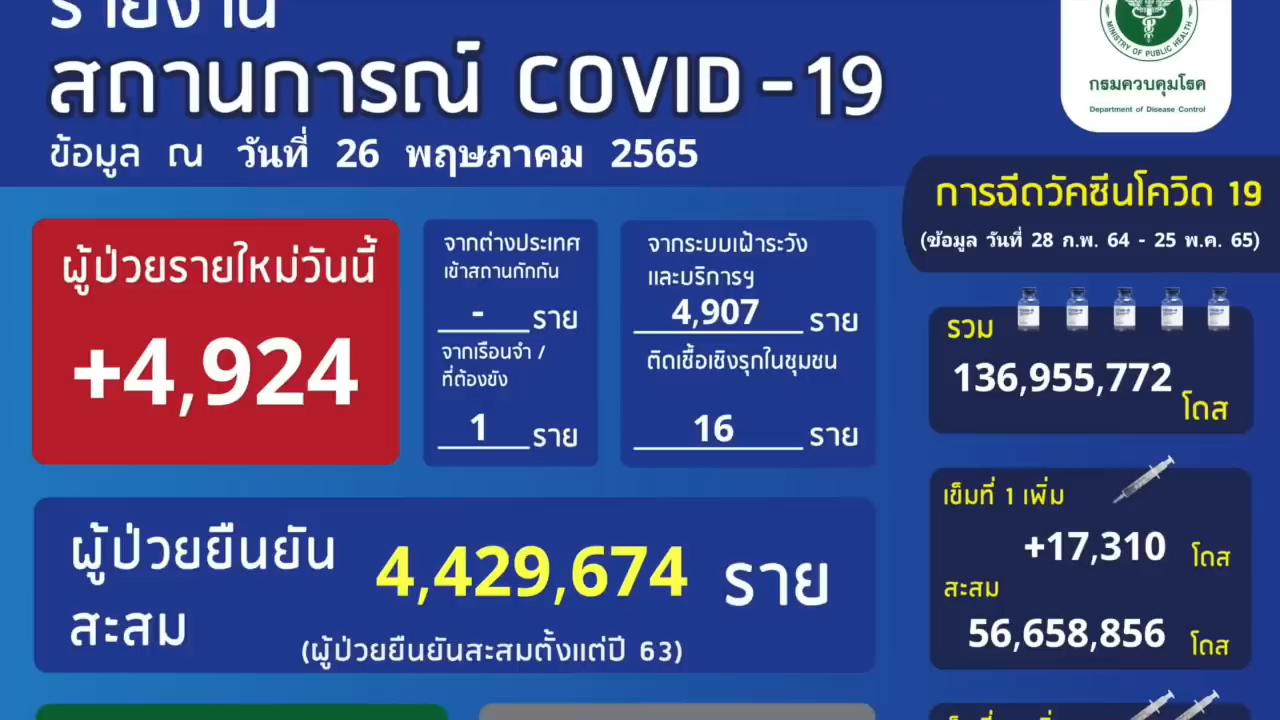 รายงาน
สถานการณ์ COVID -19
ข้อมูล ณ วันที่ 26 พฤษภาคม 2565
MINISTRY OF PUBLIC HEALTH
กรมควบคุมโรค
Department of Disease Control
ผู้ป่วยรายใหม่วันนี้
+4,924
จากต่างประเทศ
เข้าสถานกักกัน
- ราย
จากเรือนจำ /
ที่ต้องขัง
1 ราย
จากระบบเฝ้าระวัง
และบริการฯ
4,907 ราย
ติดเชื้อเชิงรุกในชุมชน
16 ราย
ผู้ป่วยยืนยัน
สะสม
4,429,674 ราย
(ผู้ป่วยยืนยันสะสมตั้งแต่ปี 63)
การฉีดวัคซีนโควิด 19
(ข้อมูล วันที่ 28 ก.พ. 64 - 25 พ.ค. 65)
รวม
136,955,772
โดส
เข็มที่ 1 เพิ่ม
+17,310 โดส
สะสม
56,658,856 โดส